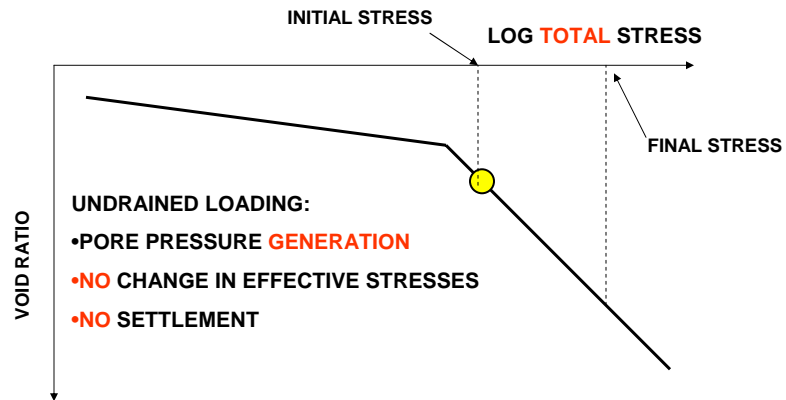 INITIAL STRESS
LOG TOTAL STRESS
FINAL STRESS
VOID RATIO
UNDRAINED LOADING:
•PORE PRESSURE GENERATION
•NO CHANGE IN EFFECTIVE STRESSES
•NO SETTLEMENT